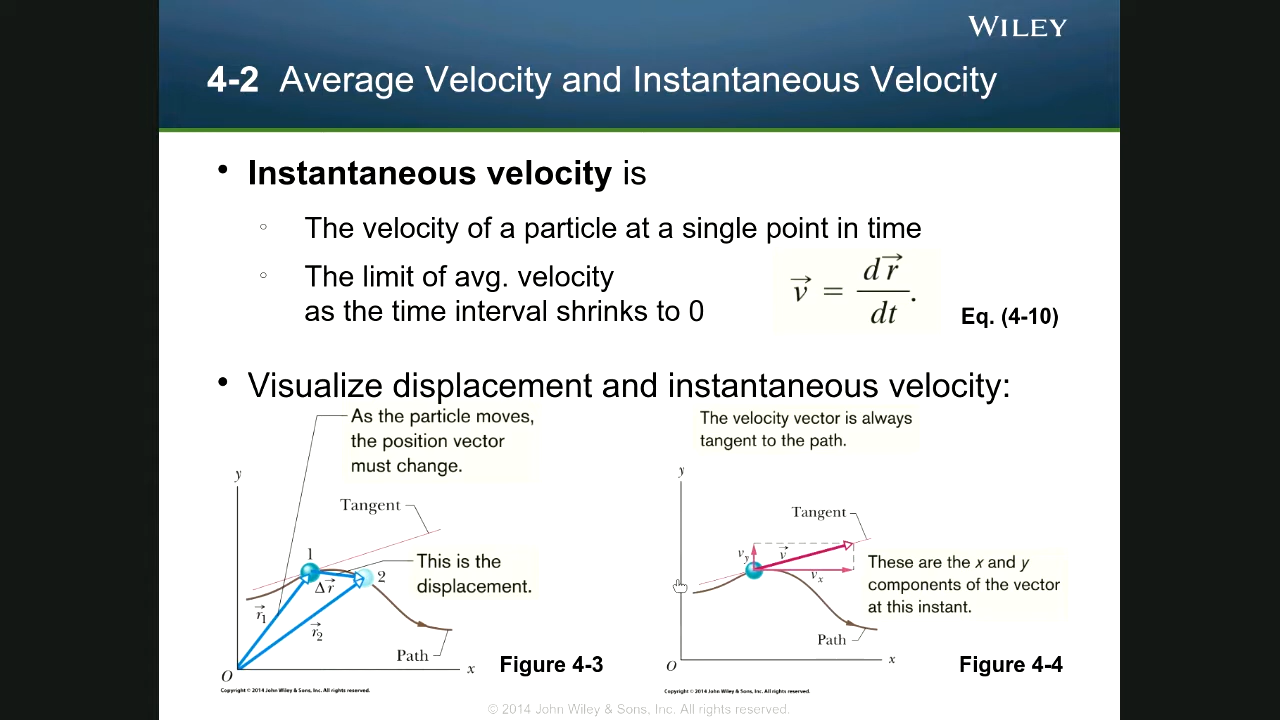 WILEY
4-2 Average Velocity and Instantaneous Velocity
• Instantaneous velocity is
◦ The velocity of a particle at a single point in time
◦ The limit of avg. velocity
as the time interval shrinks to 0
v⃗ = dr⃗/dt.
Eq. (4-10)
• Visualize displacement and instantaneous velocity:
As the particle moves,
the position vector
must change.
y
Tangent
1
This is the
displacement.
2
Δr⃗
r⃗₁
r⃗₂
Path
x
O
Figure 4-3
Copyright © 2014 John Wiley & Sons, Inc. All rights reserved.
The velocity vector is always
tangent to the path.
y
Tangent
v_y
v⃗
v_x
These are the x and y
components of the vector
at this instant.
Path
x
O
Figure 4-4
Copyright © 2014 John Wiley & Sons, Inc. All rights reserved.
© 2014 John Wiley & Sons, Inc. All rights reserved.